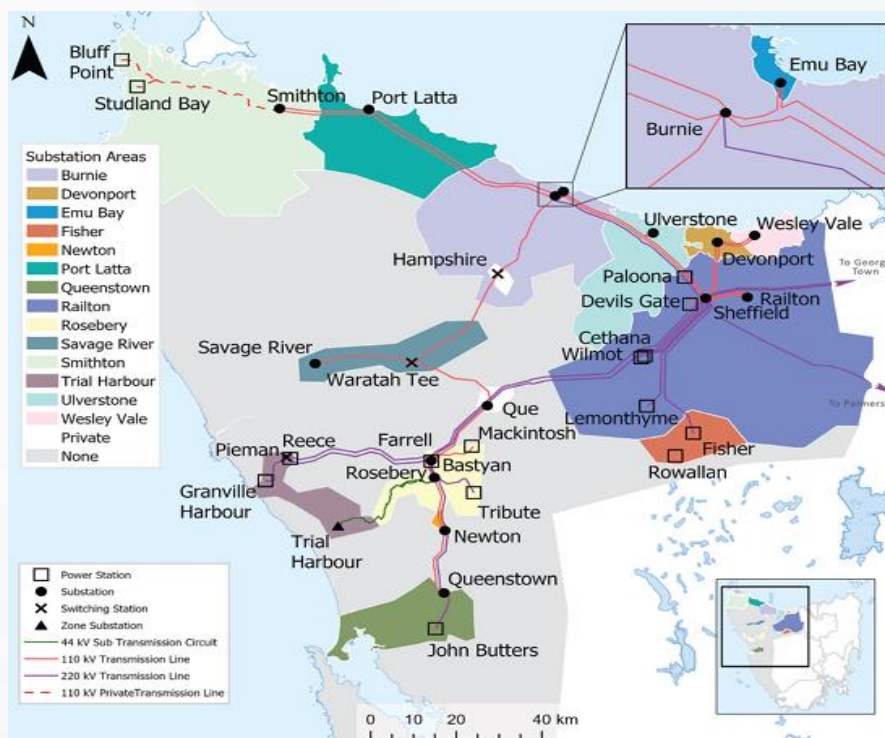 N
Bluff
Point
Studland Bay
Smithton
Port Latta
Emu Bay
Burnie
Substation Areas
Burnie
Devonport
Emu Bay
Fisher
Newton
Port Latta
Queenstown
Railton
Rosebery
Savage River
Smithton
Trial Harbour
Ulverstone
Wesley Vale
Private
None
Ulverstone
Wesley Vale
Devonport
Hampshire
Paloona
Devils Gate
Railton
Sheffield
To Georg
Town
Cethana
Wilmot
Savage River
Waratah Tee
Lemonthyme
To Palmers
Que
Mackintosh
Fisher
Rowallan
Pieman
Reece
Farrell
Rosebery
Bastyan
Granville
Harbour
Tribute
Trial
Harbour
Newton
Queenstown
John Butters
Power Station
Substation
Switching Station
Zone Substation
44 kV Sub Transmission Circuit
110 kV Transmission Line
220 kV Transmission Line
110 kV PrivateTransmission Line
0 10 20 40 km